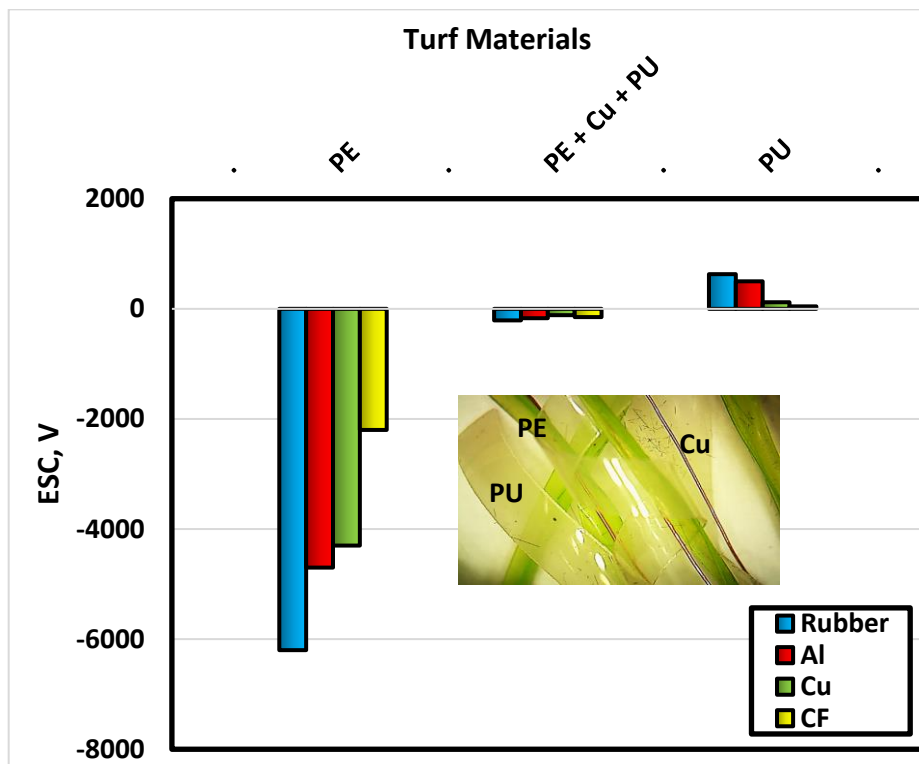 Turf Materials
PE
PE + Cu + PU
PU
2000
0
-2000
-4000
-6000
-8000
ESC, V
PE
Cu
PU
Rubber
Al
Cu
CF